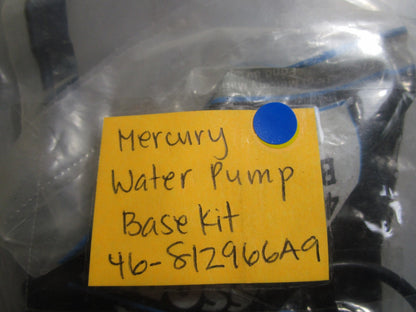 Mercury
Water Pump
Base Kit
46-812966A9